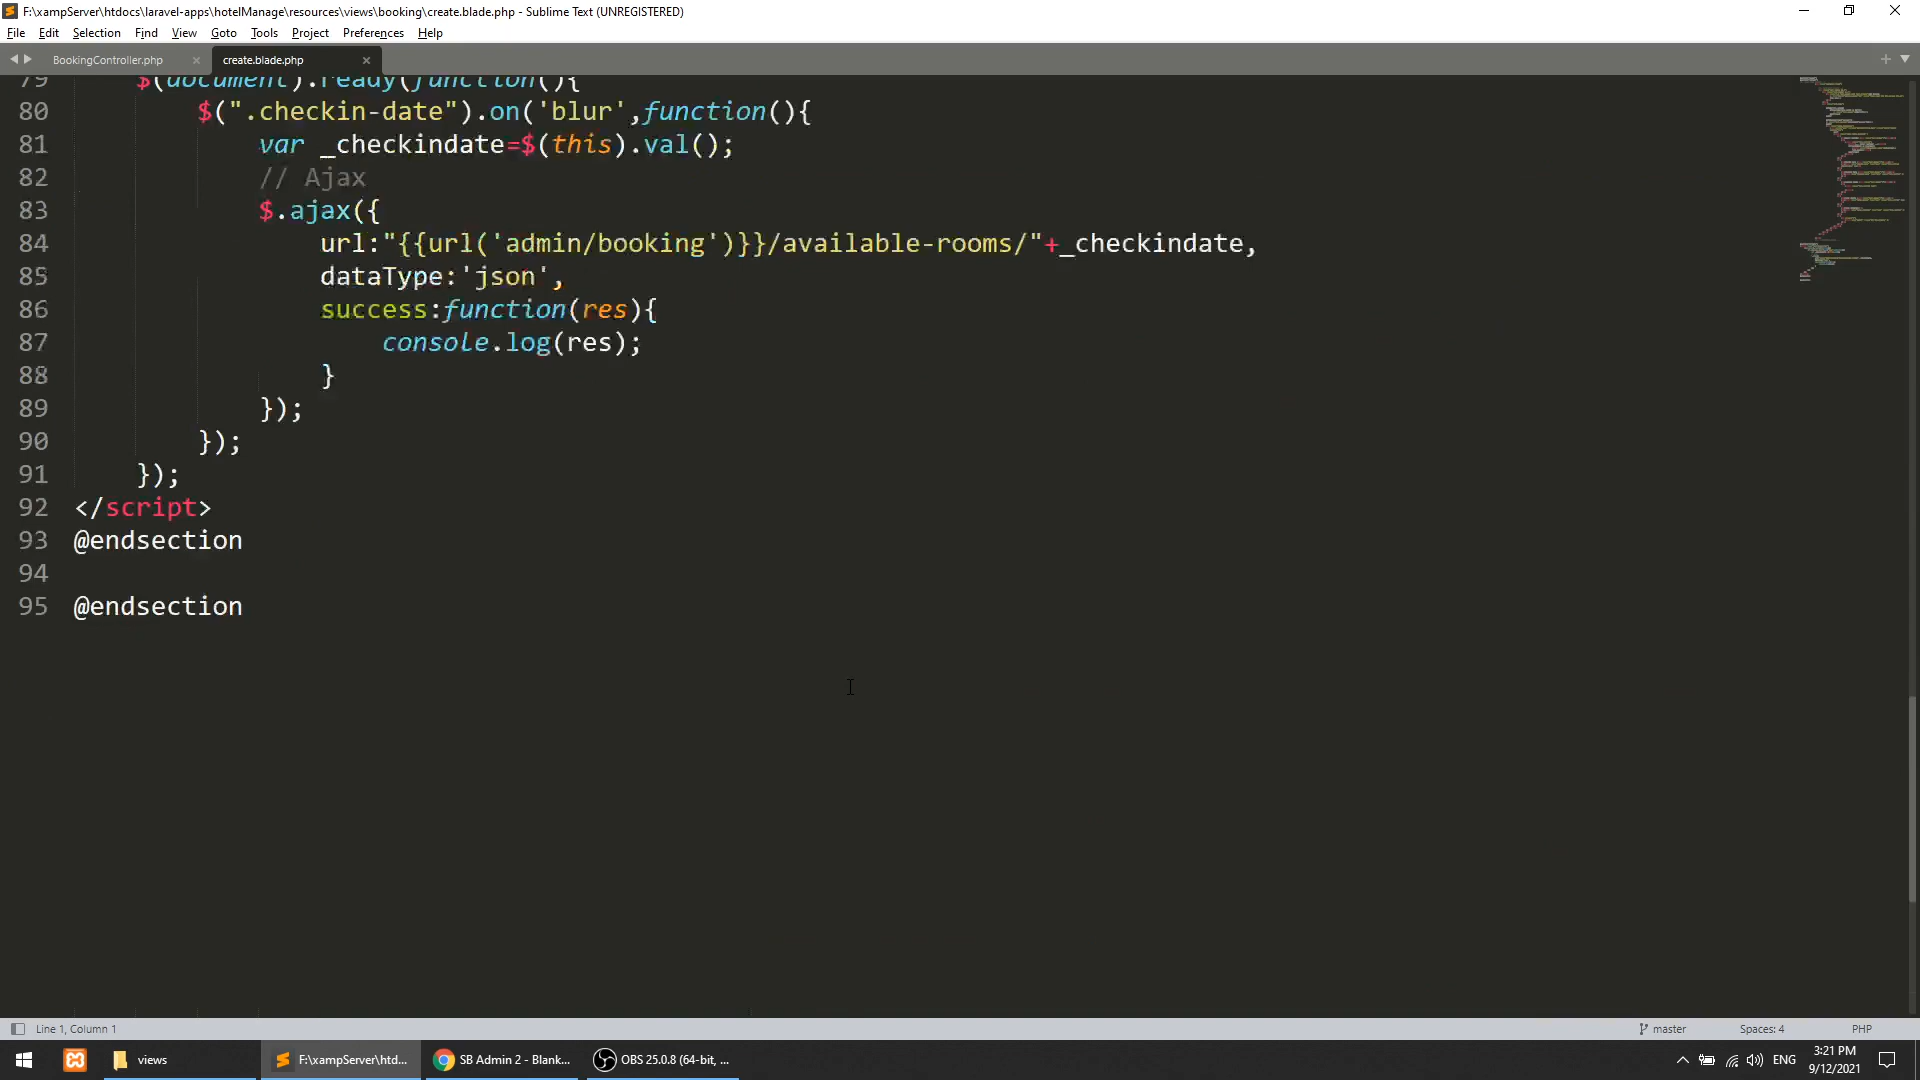 F:\xampServer\htdocs\laravel-apps\hotelManage\resources\views\booking\create.blade.php - Sublime Text (UNREGISTERED)
File Edit Selection Find View Goto Tools Project Preferences Help
BookingController.php × create.blade.php ×
79 $(document).ready(function(){
80 $(".checkin-date").on('blur',function(){
81 var _checkindate=$(this).val();
82 // Ajax
83 $.ajax({
84 url:"{{url('admin/booking')}}/available-rooms/"+_checkindate,
85 dataType:'json',
86 success:function(res){
87 console.log(res);
88 }
89 });
90 });
91 });
92 </script>
93 @endsection
94
95 @endsection
Line 1, Column 1 master Spaces: 4 PHP
views F:\xampServer\htd... SB Admin 2 - Blank... OBS 25.0.8 (64-bit, ... ENG 3:21 PM
9/12/2021